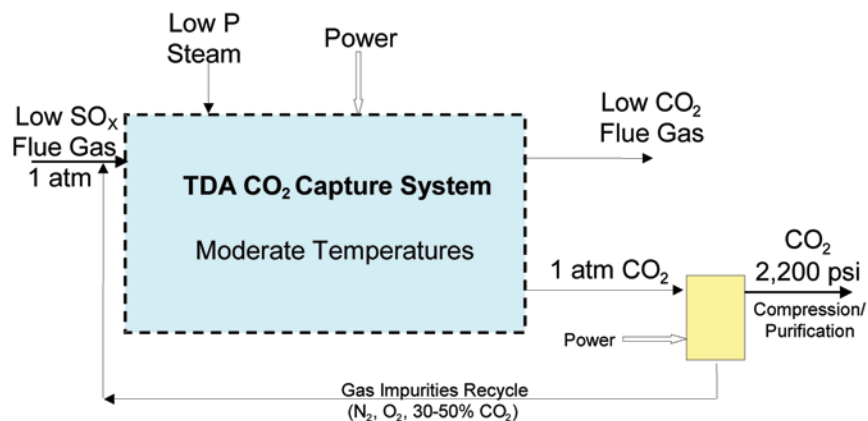 Low P
Steam
Power
Low SOₓ
Flue Gas
1 atm
Low CO₂
Flue Gas
TDA CO₂ Capture System
Moderate Temperatures
1 atm CO₂
CO₂
2,200 psi
Compression/
Purification
Power
Gas Impurities Recycle
(N₂, O₂, 30-50% CO₂)